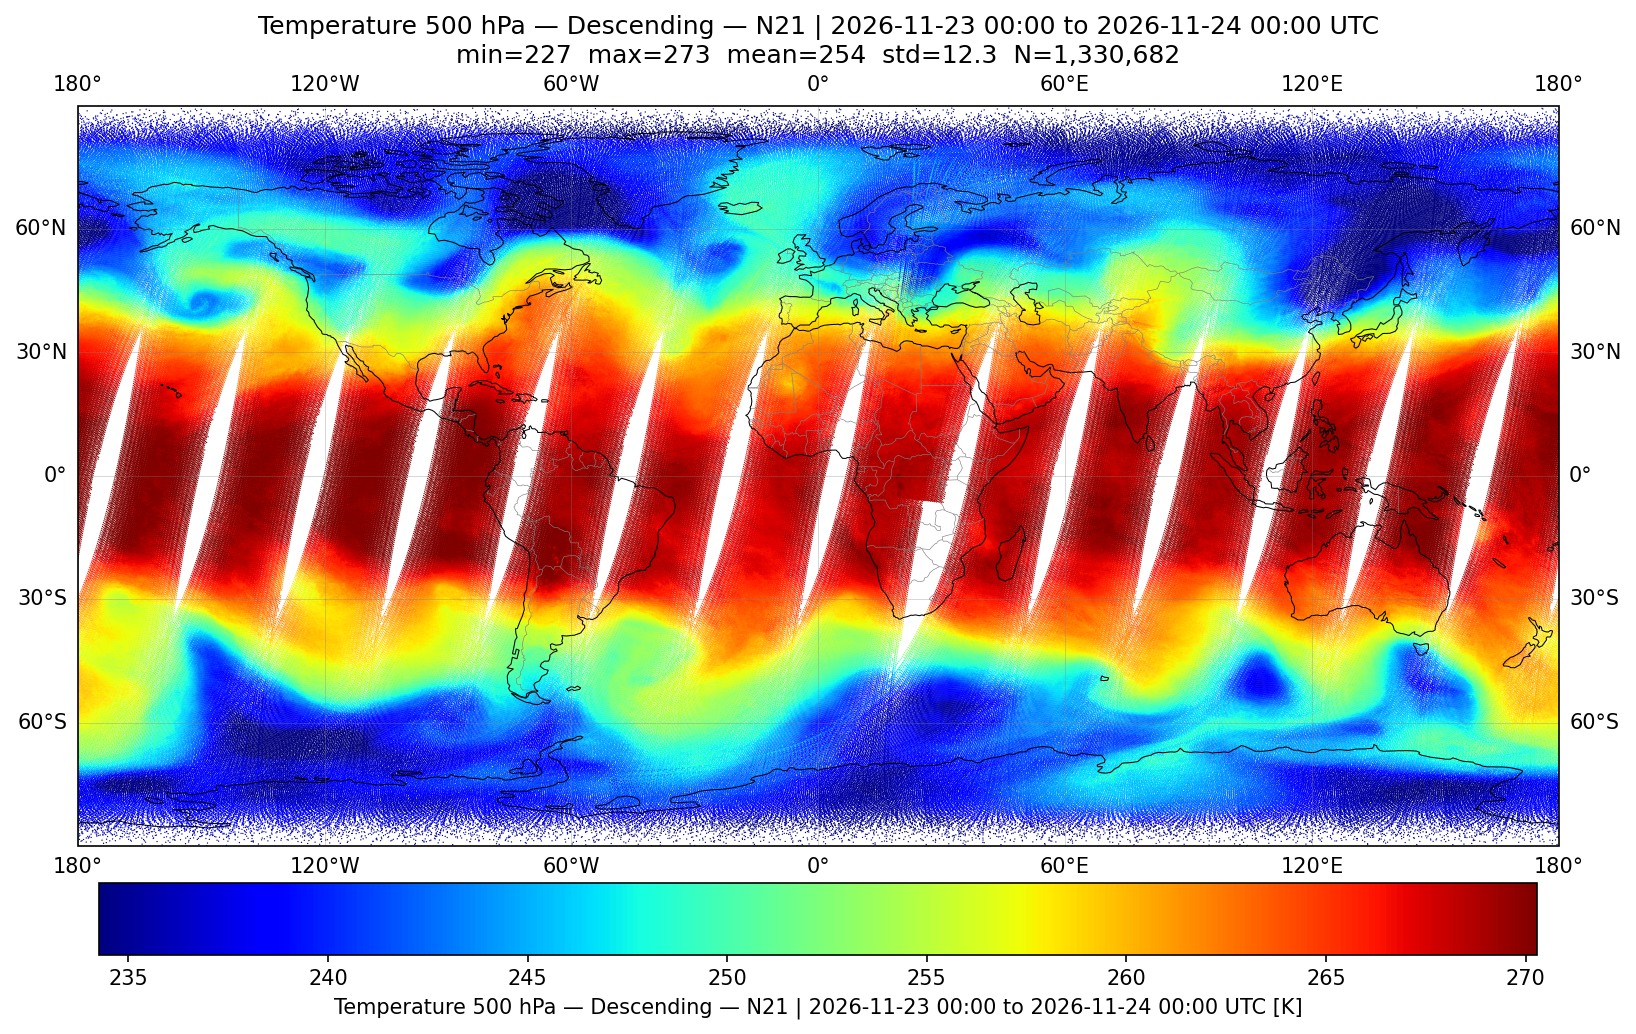 Temperature 500 hPa — Descending — N21 | 2026-11-23 00:00 to 2026-11-24 00:00 UTC
min=227 max=273 mean=254 std=12.3 N=1,330,682
180° 120°W 60°W 0° 60°E 120°E 180°
60°N 60°N
30°N 30°N
0° 0°
30°S 30°S
60°S 60°S
180° 120°W 60°W 0° 60°E 120°E 180°
235 240 245 250 255 260 265 270
Temperature 500 hPa — Descending — N21 | 2026-11-23 00:00 to 2026-11-24 00:00 UTC [K]